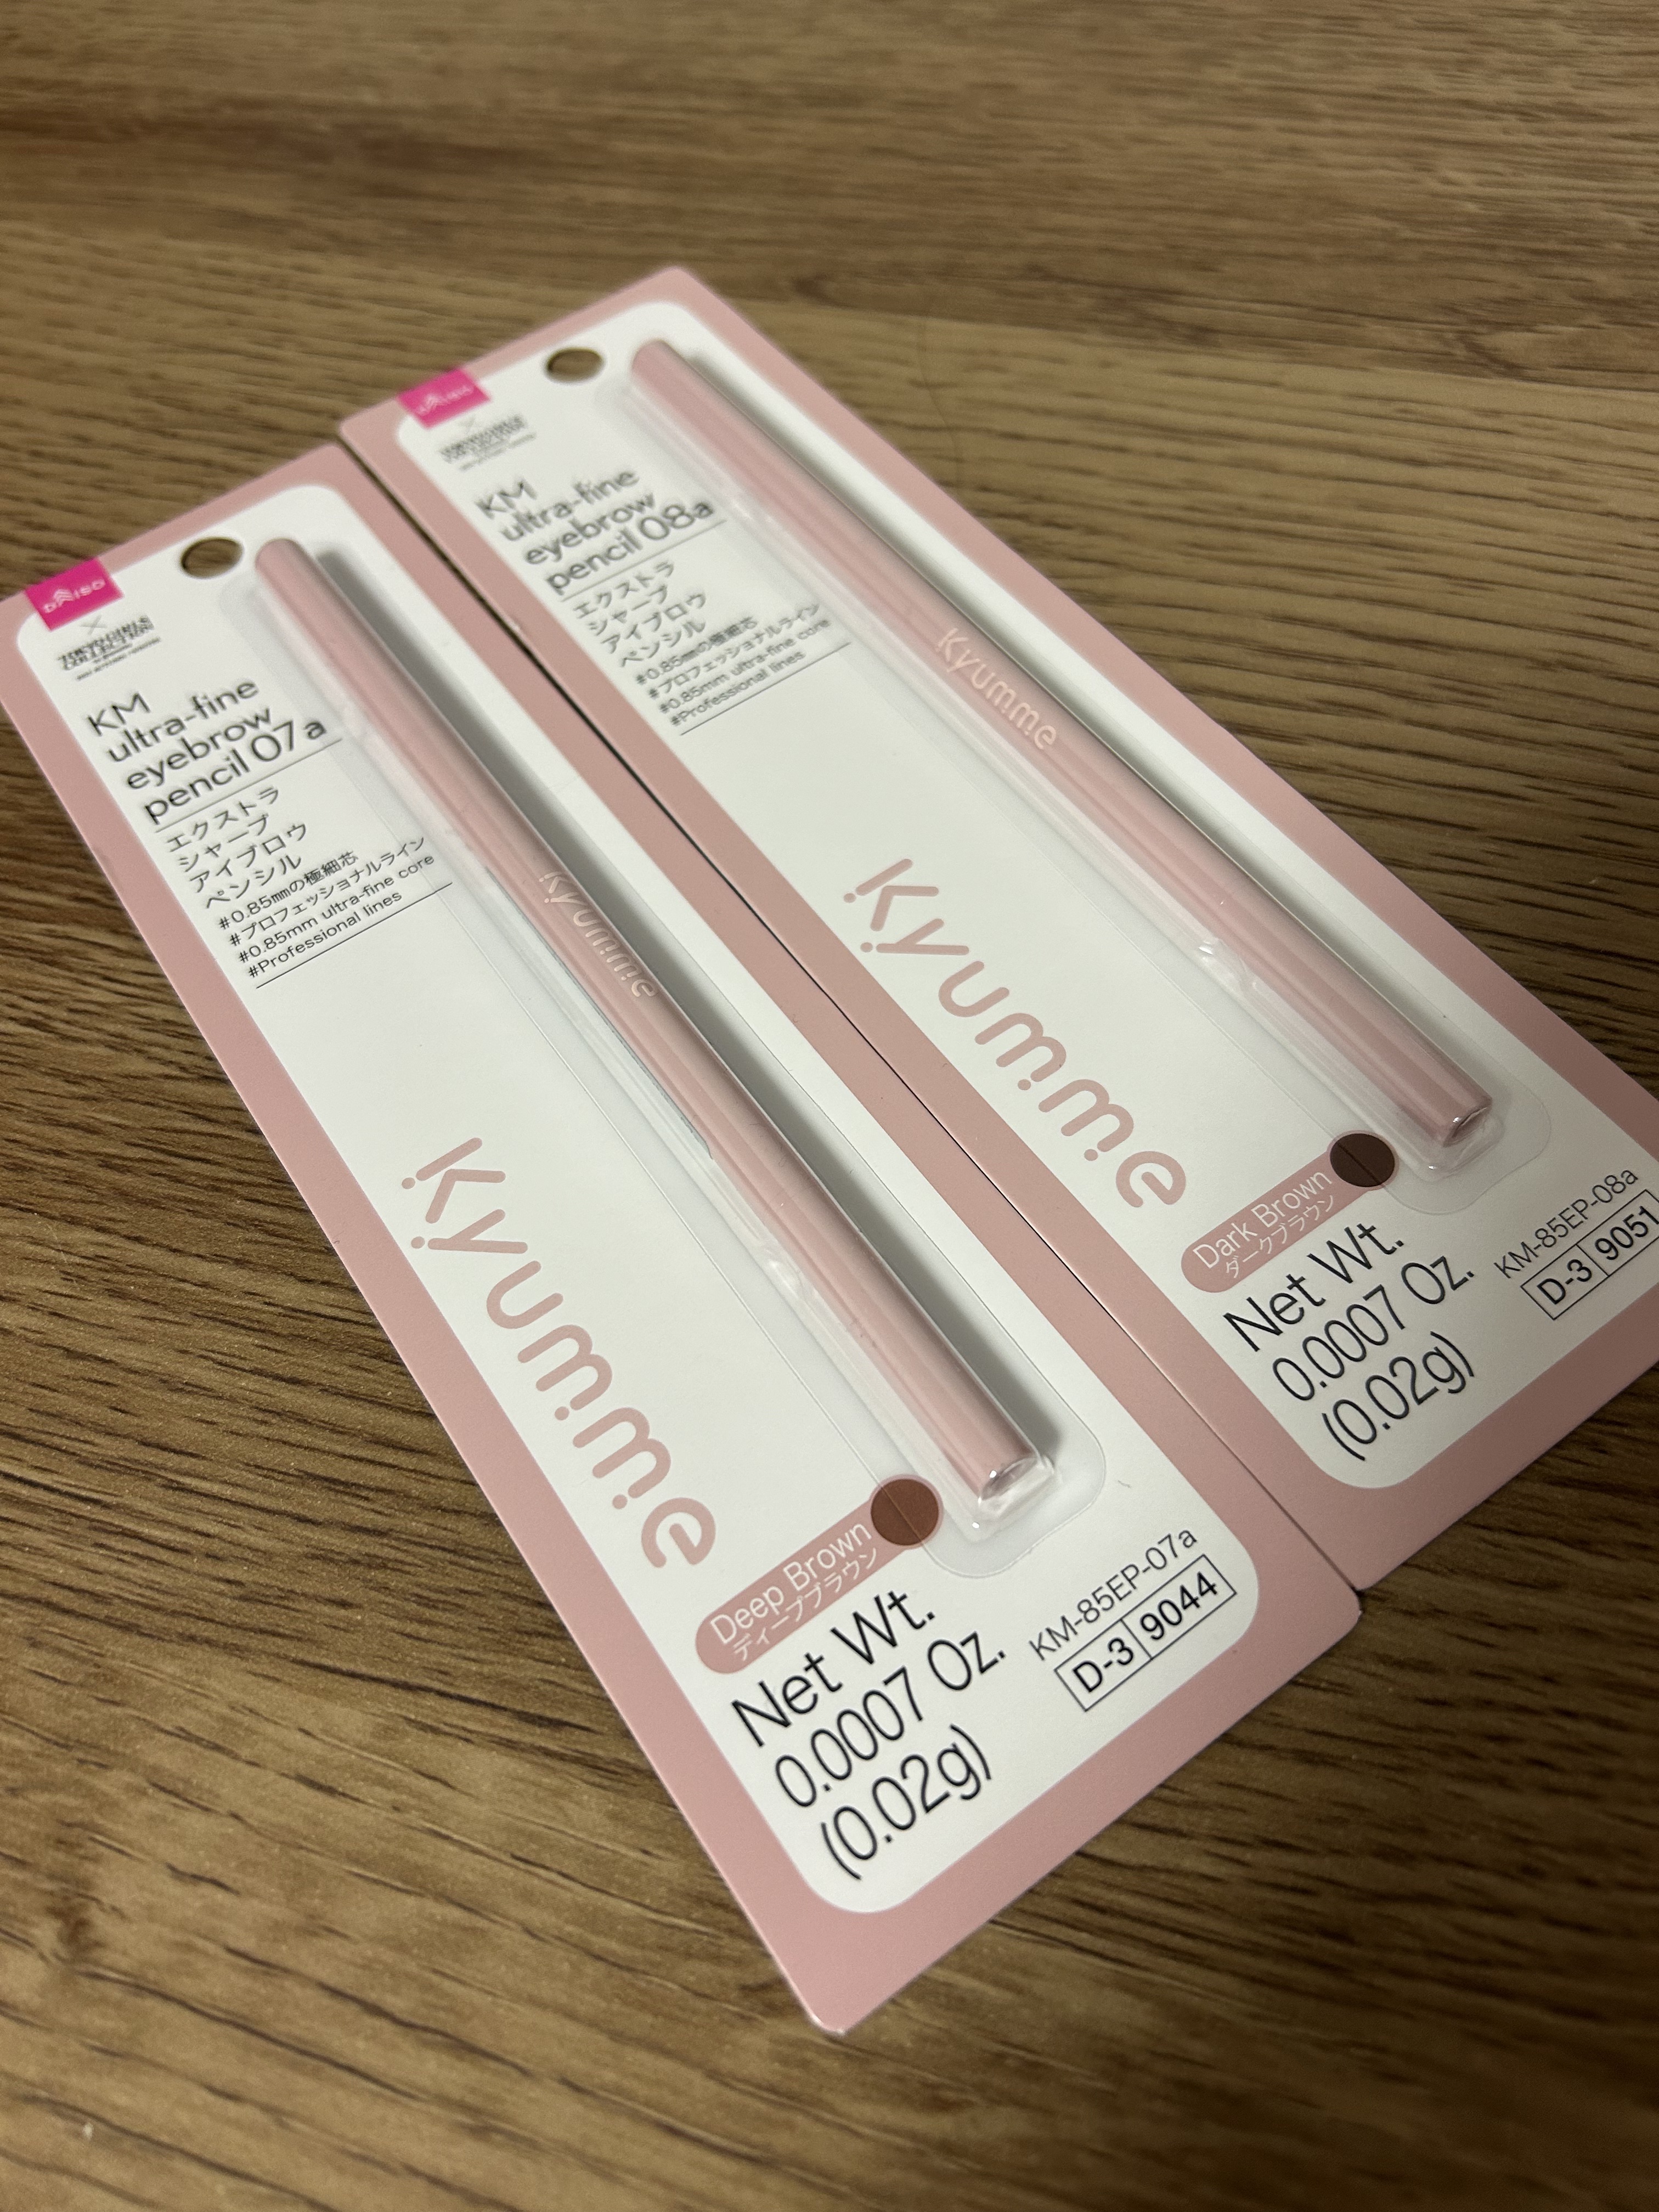 DAISO
×
TOKYO GIRLS
COLLECTION
KM
ultra-fine
eyebrow
pencil 07a
エクストラ
シャープ
アイブロウ
ペンシル
#0.85mmの極細芯
#プロフェッショナルライン
#0.85mm ultra-fine core
#Professional lines
Kyumme
Kyumme
Deep Brown
ディープブラウン
Net Wt.
0.0007 Oz.
(0.02g)
KM-85EP-07a
D-3 9044
DAISO
×
TOKYO GIRLS
COLLECTION
KM
ultra-fine
eyebrow
pencil 08a
エクストラ
シャープ
アイブロウ
ペンシル
#0.85mmの極細芯
#プロフェッショナルライン
#0.85mm ultra-fine core
#Professional lines
Kyumme
Kyumme
Dark Brown
ダークブラウン
Net Wt.
0.0007 Oz.
(0.02g)
KM-85EP-08a
D-3 9051